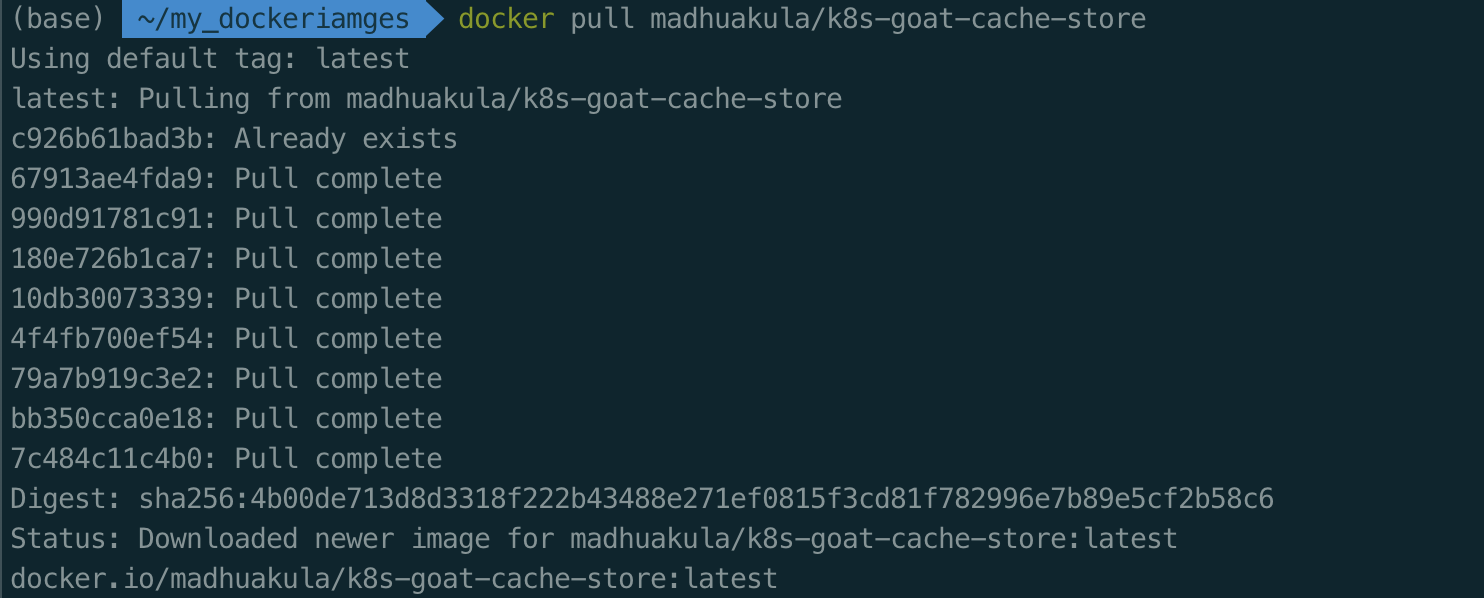 (base) ~/my_dockeriamges docker pull madhuakula/k8s-goat-cache-store
Using default tag: latest
latest: Pulling from madhuakula/k8s-goat-cache-store
c926b61bad3b: Already exists
67913ae4fda9: Pull complete
990d91781c91: Pull complete
180e726b1ca7: Pull complete
10db30073339: Pull complete
4f4fb700ef54: Pull complete
79a7b919c3e2: Pull complete
bb350cca0e18: Pull complete
7c484c11c4b0: Pull complete
Digest: sha256:4b00de713d8d3318f222b43488e271ef0815f3cd81f782996e7b89e5cf2b58c6
Status: Downloaded newer image for madhuakula/k8s-goat-cache-store:latest
docker.io/madhuakula/k8s-goat-cache-store:latest